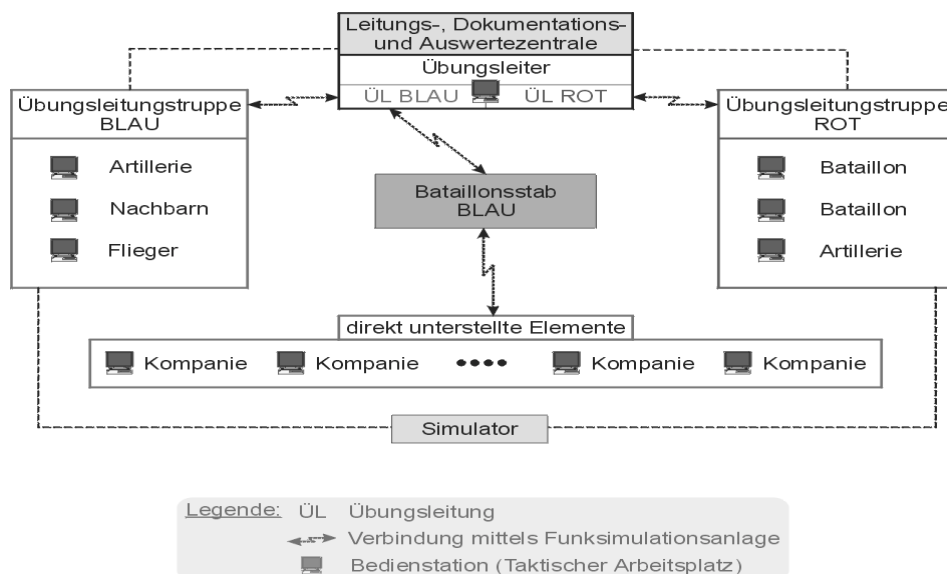 Leitungs-, Dokumentations-
und Auswertezentrale
Übungsleiter
ÜL BLAU ÜL ROT
Übungsleitungstruppe
BLAU
Artillerie
Nachbarn
Flieger
Übungsleitungstruppe
ROT
Bataillon
Bataillon
Artillerie
Bataillonsstab
BLAU
direkt unterstellte Elemente
Kompanie Kompanie •••• Kompanie Kompanie
Simulator
Legende: ÜL Übungsleitung
Verbindung mittels Funksimulationsanlage
Bedienstation (Taktischer Arbeitsplatz)